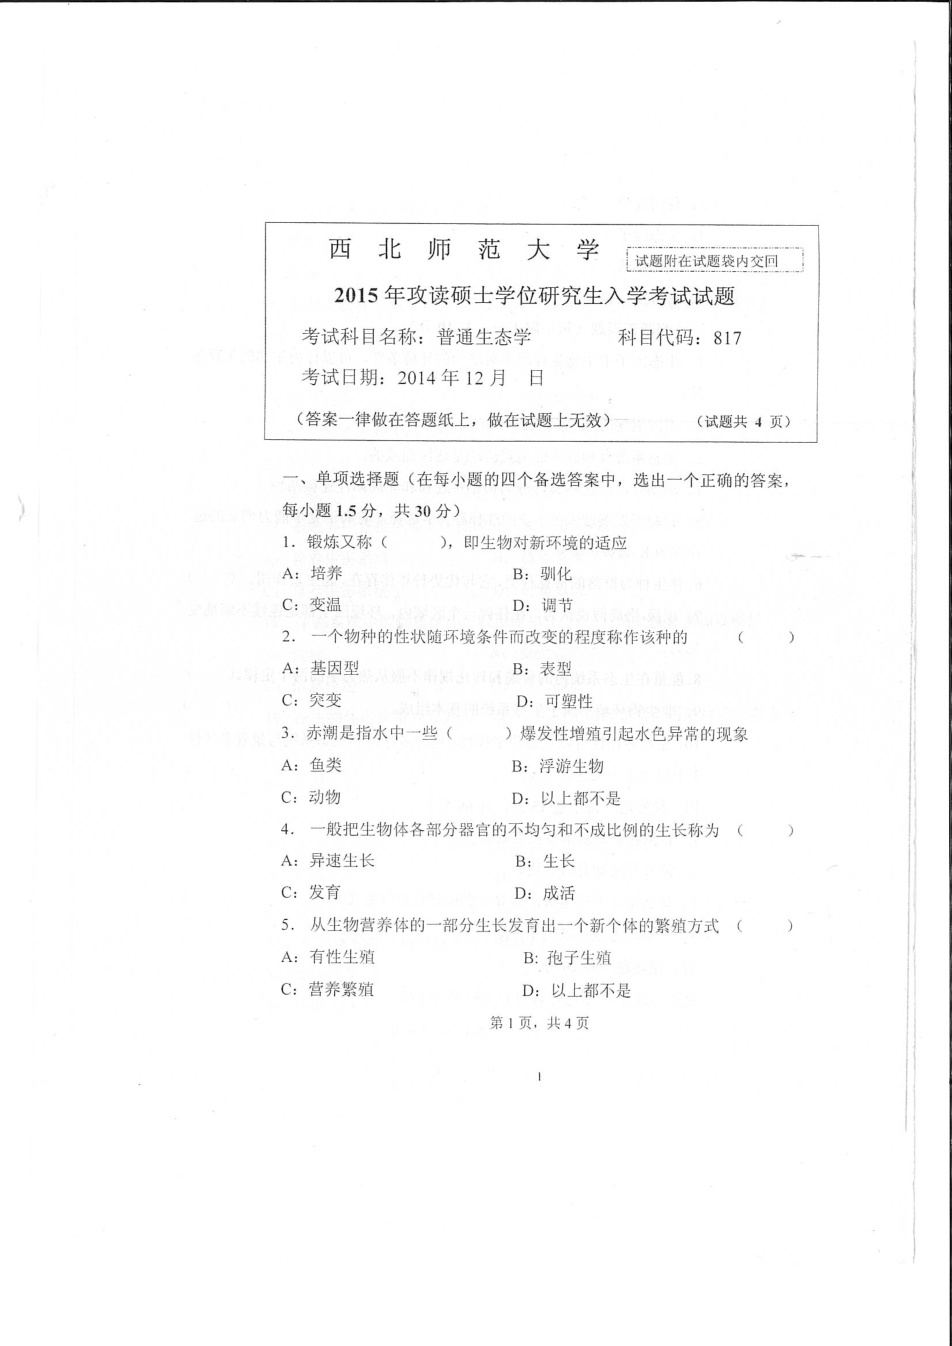 西北师范大学
试题附在试题袋内交回
2015 年攻读硕士学位研究生入学考试试题
考试科目名称：普通生态学 科目代码：817
考试日期：2014 年 12 月 日
（答案一律做在答题纸上，做在试题上无效） （试题共 4 页）
一、单项选择题（在每小题的四个备选答案中，选出一个正确的答案，
每小题 1.5 分，共 30 分）
1．锻炼又称（ ），即生物对新环境的适应
A：培养 B：驯化
C：变温 D：调节
2．一个物种的性状随环境条件而改变的程度称作该种的 （ ）
A：基因型 B：表型
C：突变 D：可塑性
3．赤潮是指水中一些（ ）爆发性增殖引起水色异常的现象
A：鱼类 B：浮游生物
C：动物 D：以上都不是
4．一般把生物体各部分器官的不均匀和不成比例的生长称为 （ ）
A：异速生长 B：生长
C：发育 D：成活
5．从生物营养体的一部分生长发育出一个新个体的繁殖方式 （ ）
A：有性生殖 B: 孢子生殖
C：营养繁殖 D：以上都不是
第 1 页，共 4 页
1